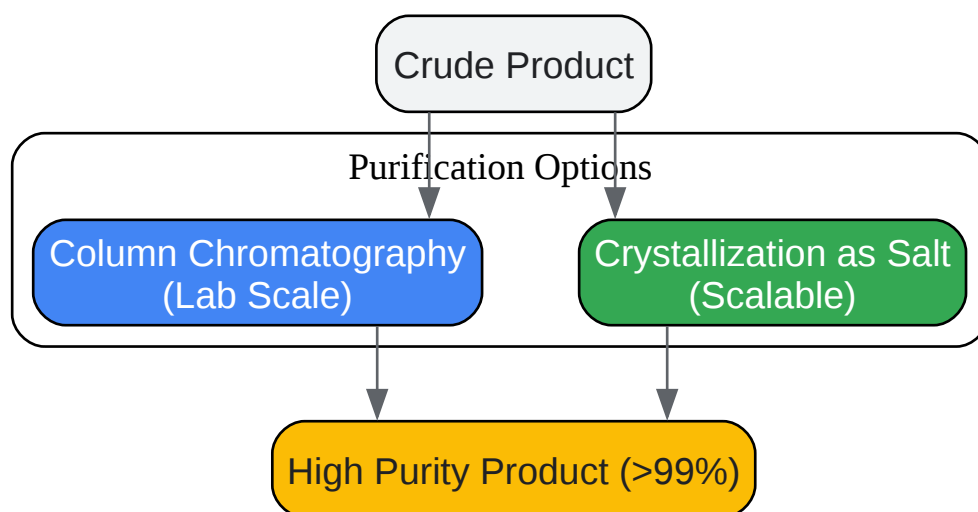 Crude Product
Purification Options
Column Chromatography
(Lab Scale)
Crystallization as Salt
(Scalable)
High Purity Product (>99%)